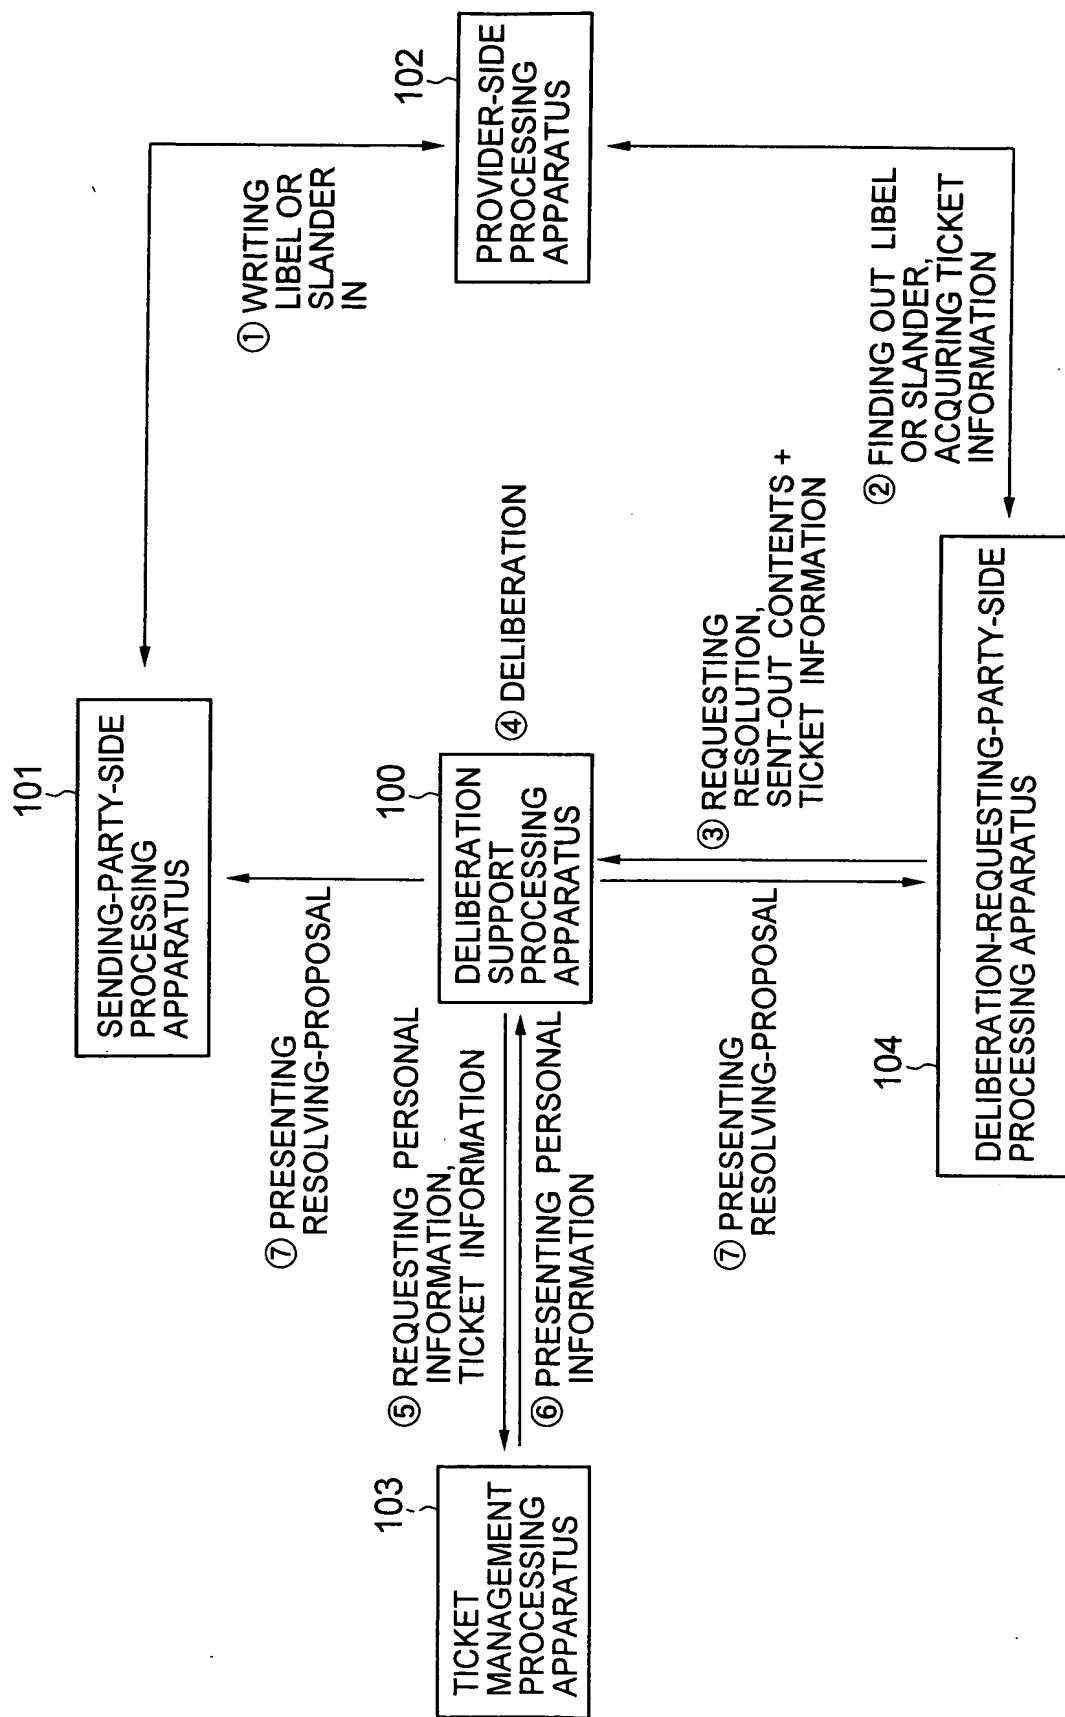 101
SENDING-PARTY-SIDE
PROCESSING
APPARATUS
① WRITING
LIBEL OR
SLANDER
IN
102
PROVIDER-SIDE
PROCESSING
APPARATUS
⑦ PRESENTING
RESOLVING-PROPOSAL
103
TICKET
MANAGEMENT
PROCESSING
APPARATUS
⑤ REQUESTING PERSONAL
INFORMATION,
TICKET INFORMATION
⑥ PRESENTING PERSONAL
INFORMATION
100
DELIBERATION
SUPPORT
PROCESSING
APPARATUS
④ DELIBERATION
⑦ PRESENTING
RESOLVING-PROPOSAL
③ REQUESTING
RESOLUTION,
SENT-OUT CONTENTS +
TICKET INFORMATION
② FINDING OUT LIBEL
OR SLANDER,
ACQUIRING TICKET
INFORMATION
104
DELIBERATION-REQUESTING-PARTY-SIDE
PROCESSING APPARATUS